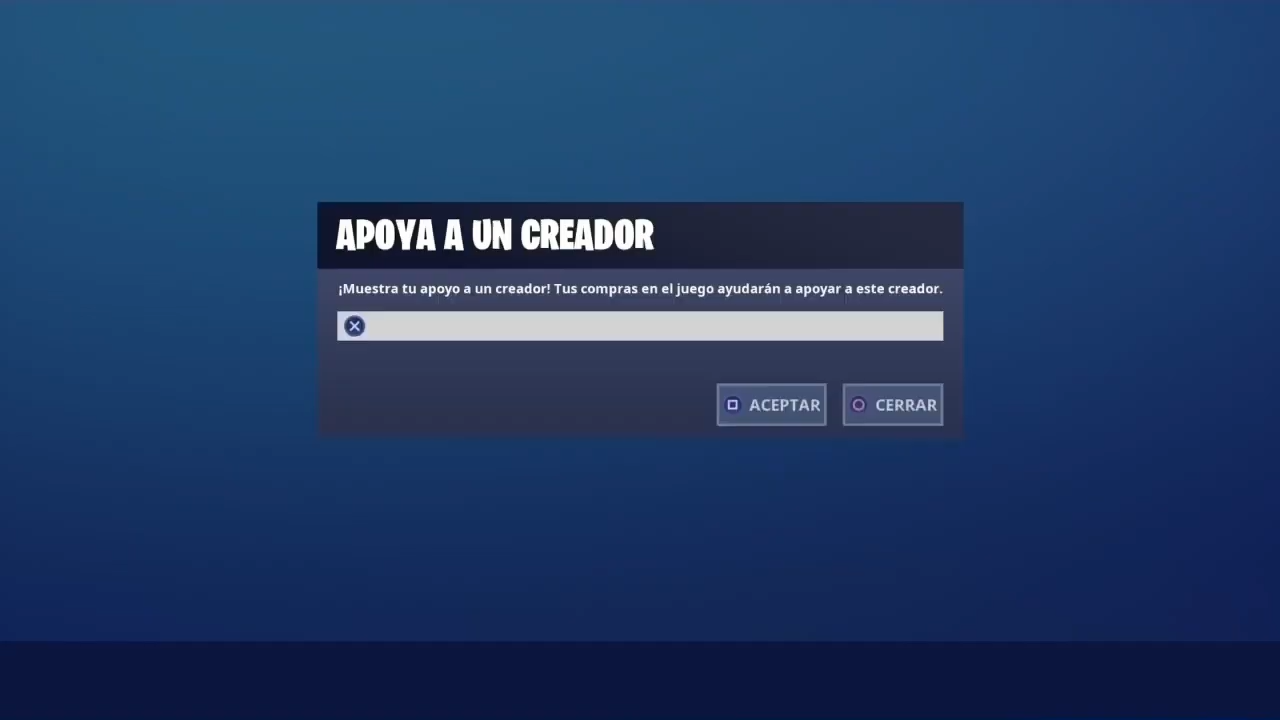 APOYA A UN CREADOR
¡Muestra tu apoyo a un creador! Tus compras en el juego ayudarán a apoyar a este creador.
ACEPTAR
CERRAR